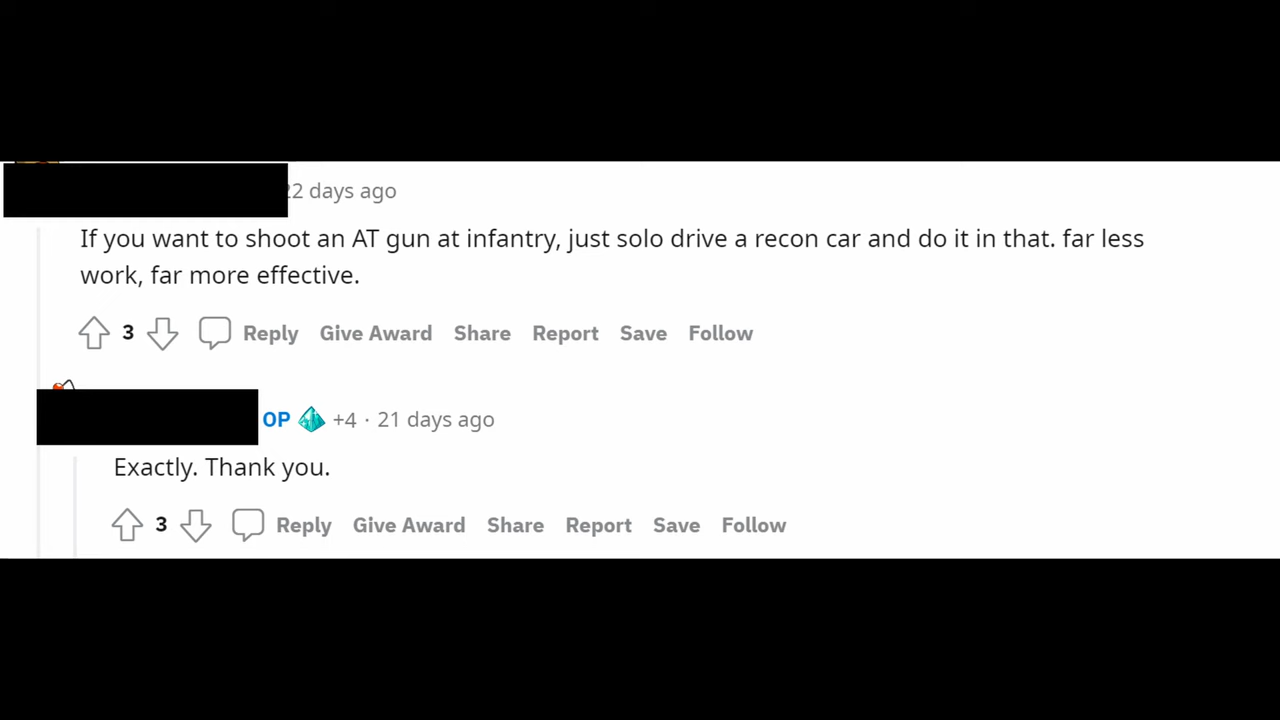 22 days ago
If you want to shoot an AT gun at infantry, just solo drive a recon car and do it in that. far less
work, far more effective.
3 Reply Give Award Share Report Save Follow
OP +4 · 21 days ago
Exactly. Thank you.
3 Reply Give Award Share Report Save Follow